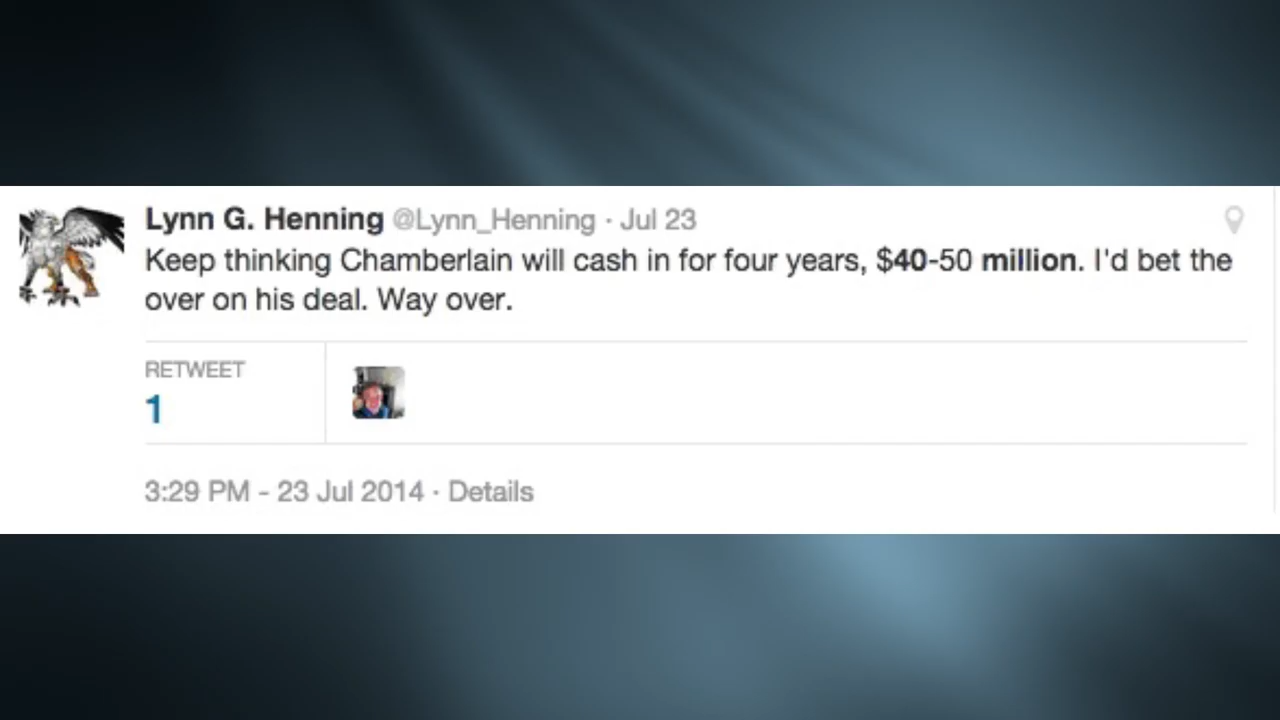 Lynn G. Henning @Lynn_Henning · Jul 23
Keep thinking Chamberlain will cash in for four years, $40-50 million. I'd bet the
over on his deal. Way over.
RETWEET
1
3:29 PM - 23 Jul 2014 · Details